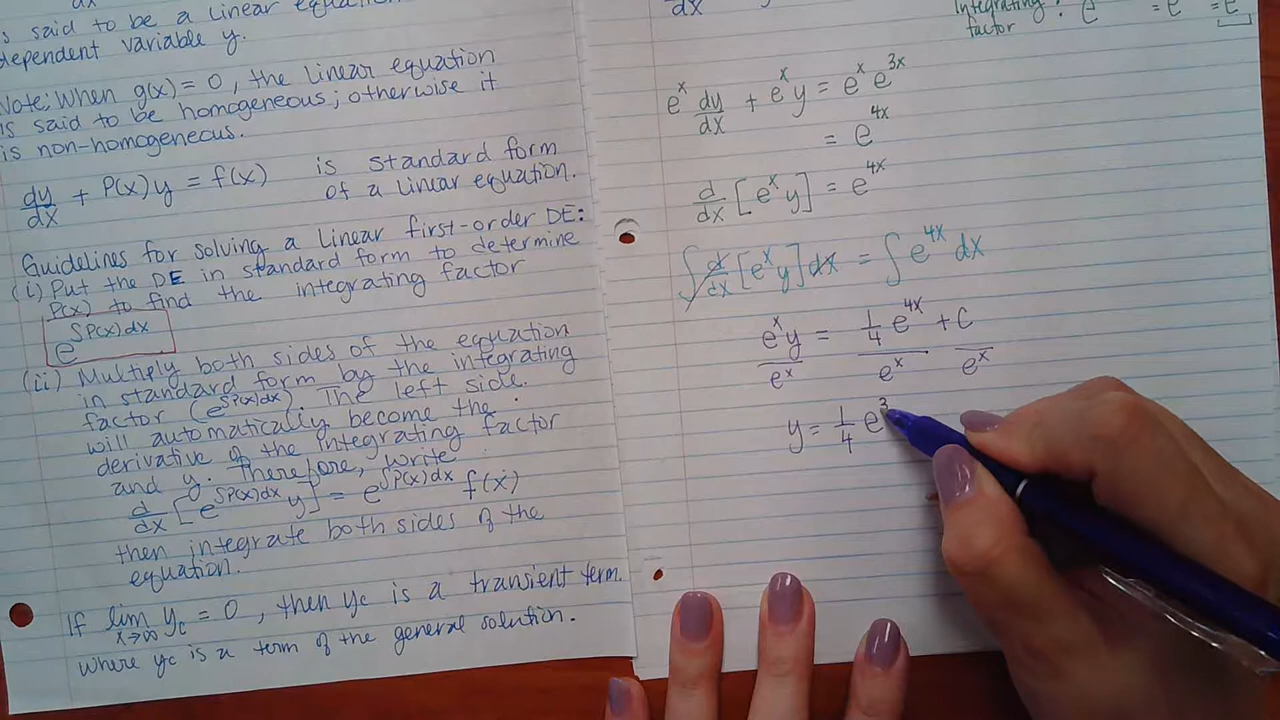 dx
s said to be a linear equation
dependent variable y.
Note: When g(x) = 0, the linear equation
is said to be homogeneous; otherwise it
is non-homogeneous.
dy/dx + P(x)y = f(x) is standard form
of a linear equation.
Guidelines for solving a linear first-order DE:
(i) Put the DE in standard form to determine
P(x) to find the integrating factor
e^{∫P(x)dx}
(ii) Multiply both sides of the equation
in standard form by the integrating
factor (e^{∫P(x)dx}) The left side.
will automatically become the
derivative of the integrating factor
and y. Therefore, write
d/dx [e^{∫P(x)dx} y] = e^{∫P(x)dx} f(x)
then integrate both sides of the
equation.
If lim_{x→∞} y_c = 0, then y_c is a transient term.
where y_c is a term of the general solution.
dx
integrating factor: e = e = e
e^x dy/dx + e^x y = e^x e^{3x}
= e^{4x}
d/dx [e^x y] = e^{4x}
∫ d/dx [e^x y] dx = ∫ e^{4x} dx
e^x y = 1/4 e^{4x} + C
e^x e^x e^x
y = 1/4 e^3